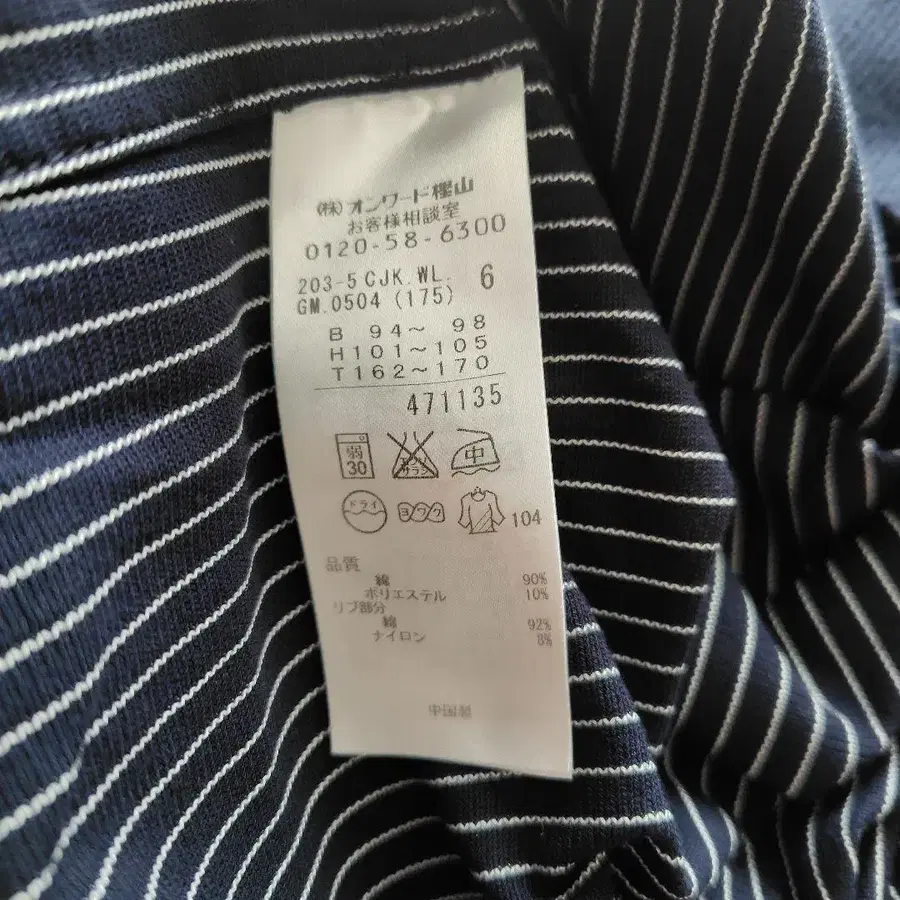 (株)オンワード樫山
お客様相談室
0120-58-6300
203-5 CJK.WL. 6
GM.0504 (175)
B 94～ 98
H101～105
T162～170
471135
弱
30
中
ドライ
ヨワク
104
品質
綿 90%
ポリエステル 10%
リブ部分
綿 92%
ナイロン 8%
中国製